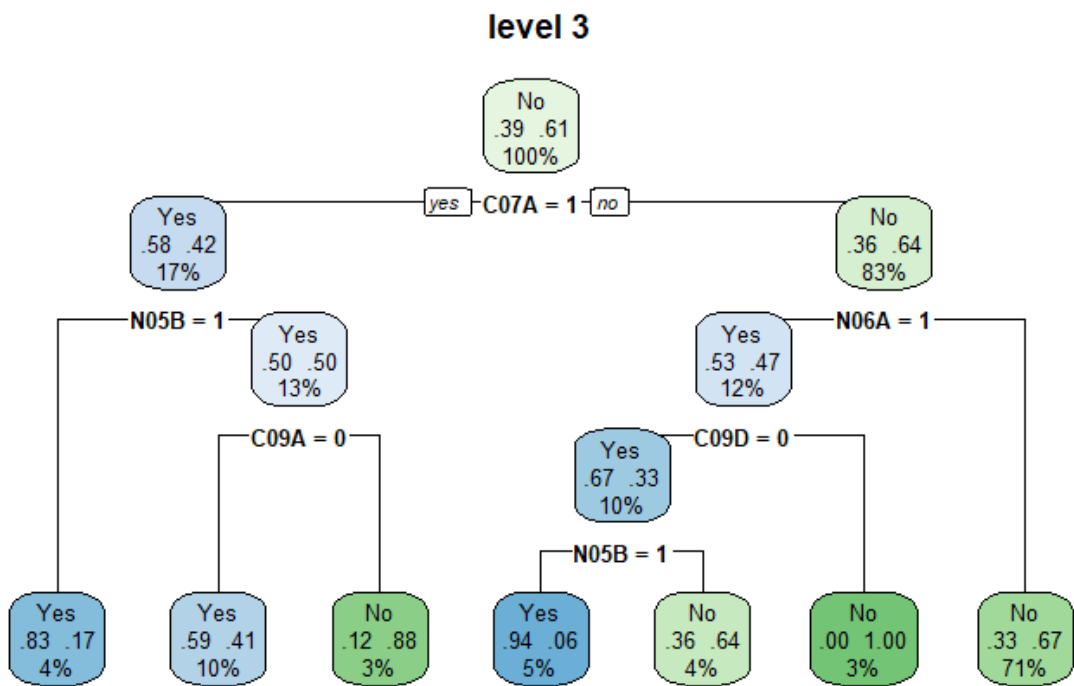 level 3
No
.39 .61
100%
yes C07A = 1 no
Yes
.58 .42
17%
No
.36 .64
83%
N05B = 1
N06A = 1
Yes
.50 .50
13%
Yes
.53 .47
12%
C09A = 0
C09D = 0
Yes
.67 .33
10%
N05B = 1
Yes
.83 .17
4%
Yes
.59 .41
10%
No
.12 .88
3%
Yes
.94 .06
5%
No
.36 .64
4%
No
.00 1.00
3%
No
.33 .67
71%